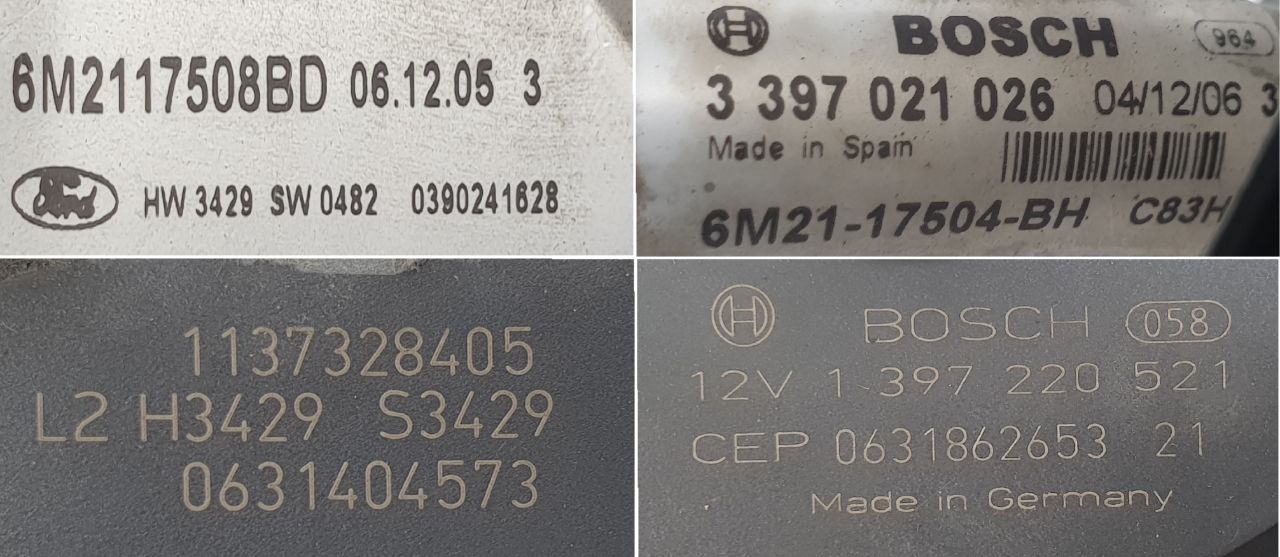 6M2117508BD 06.12.05 3
Ford HW 3429 SW 0482 0390241628
BOSCH 964
3 397 021 026 04/12/06 3
Made in Spain
6M21-17504-BH C83H
1137328405
L2 H3429 S3429
0631404573
BOSCH 058
12V 1 397 220 521
CEP 0631862653 21
Made in Germany